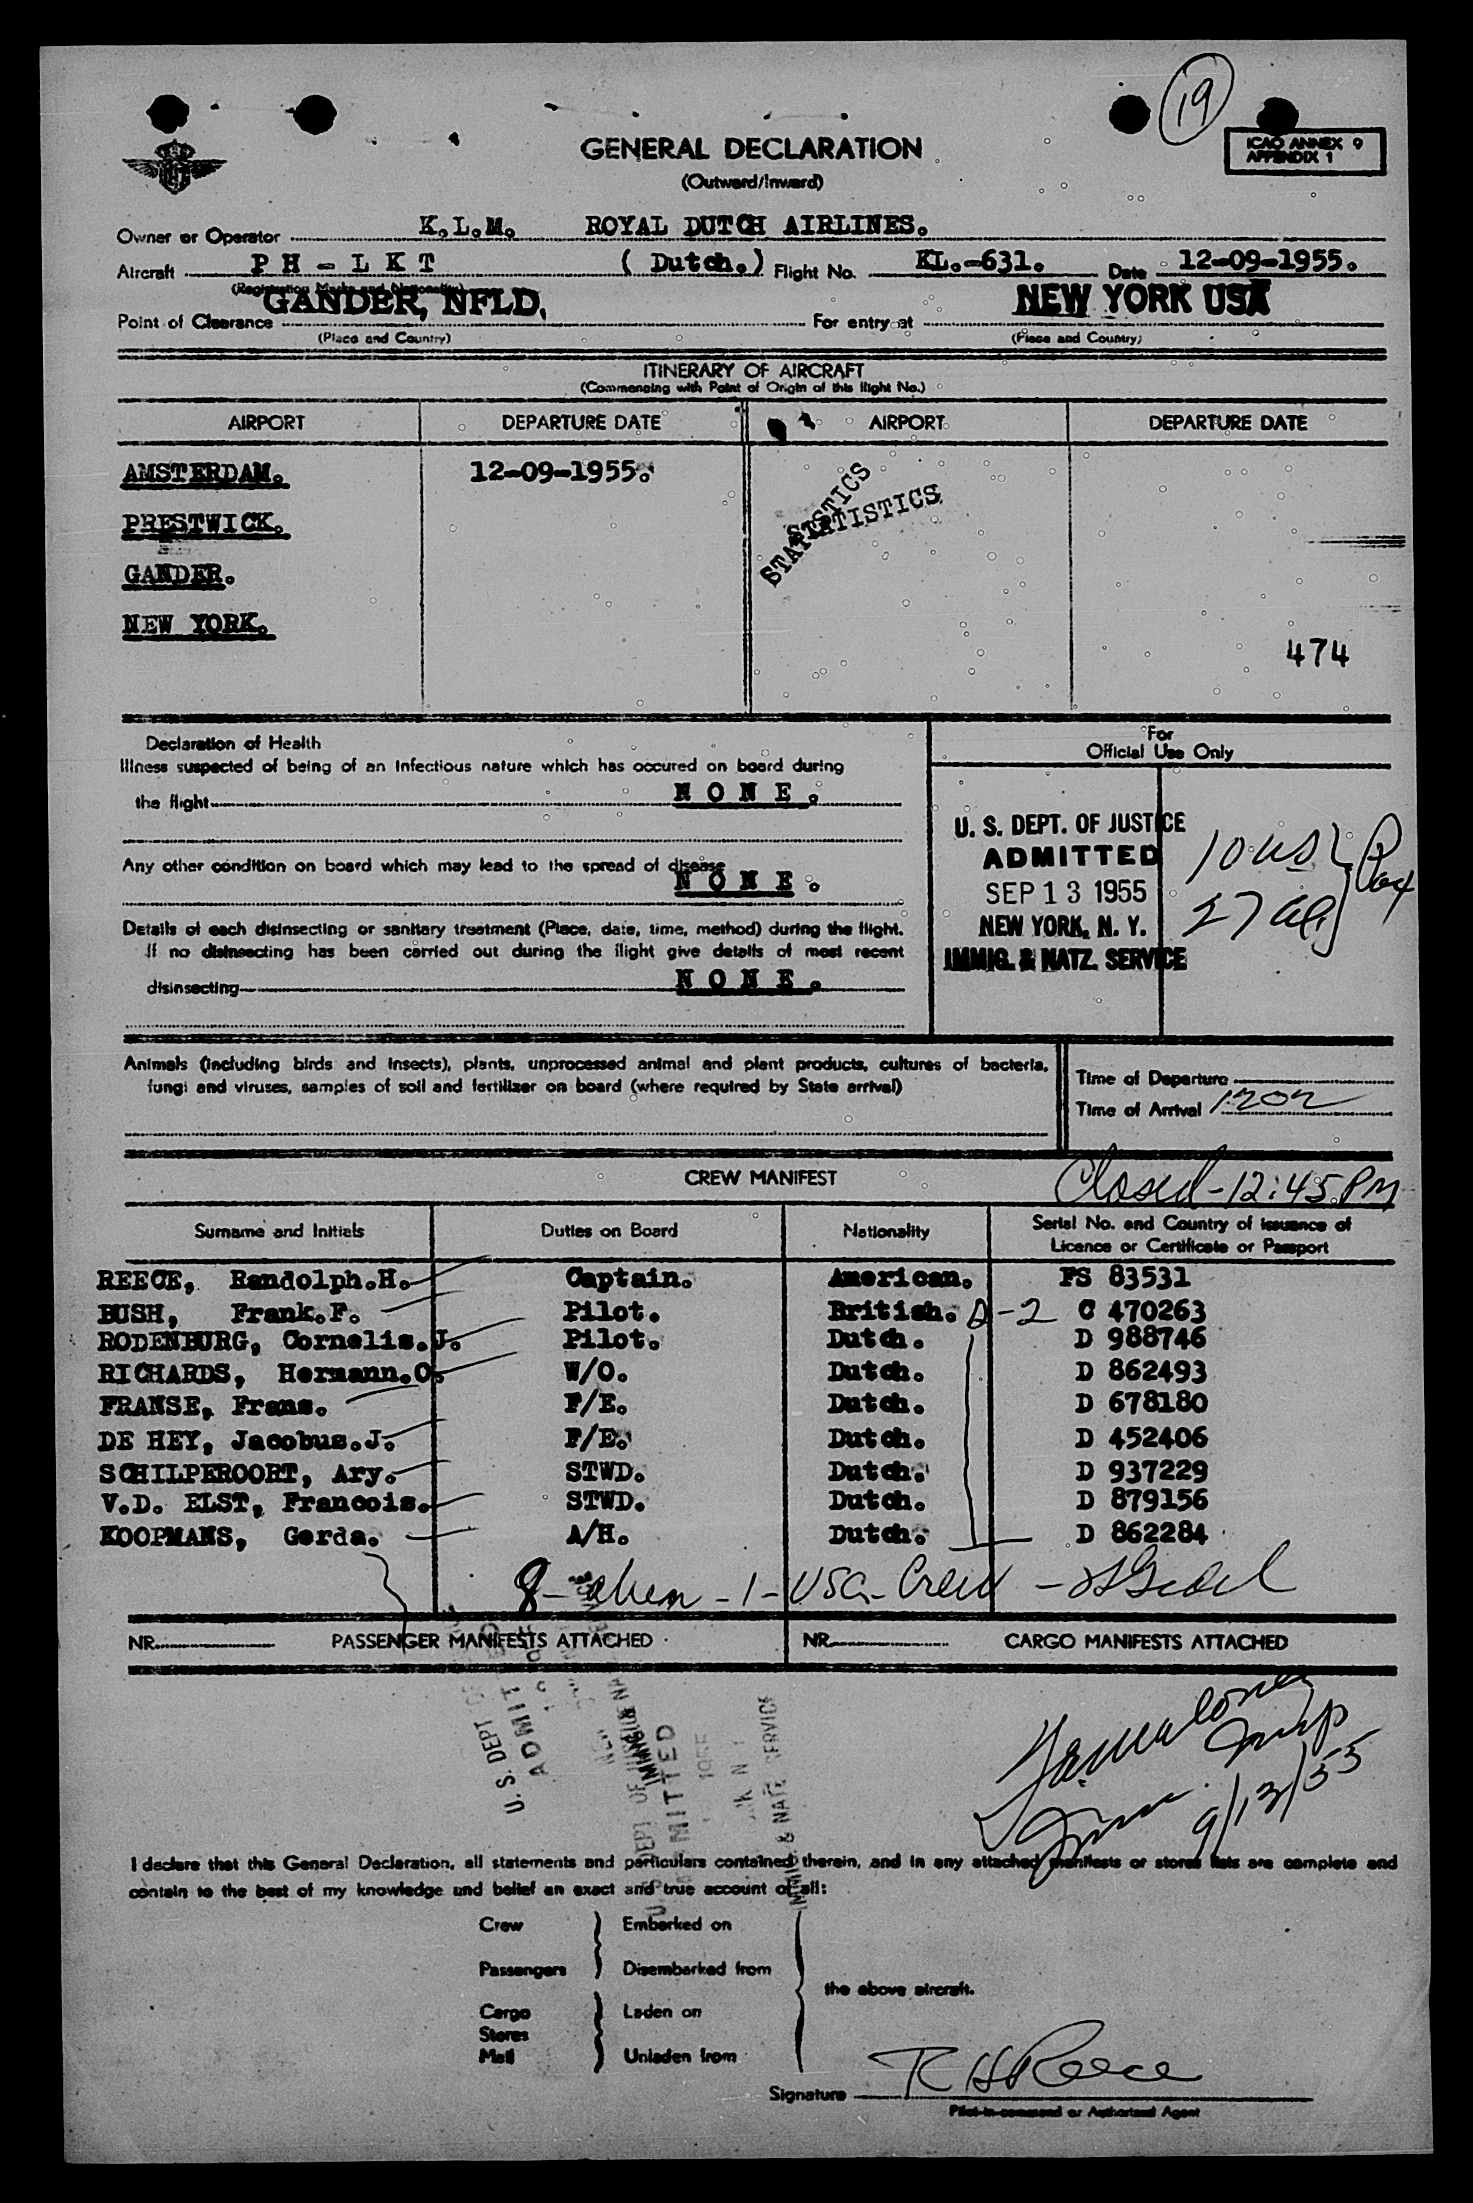 19
ICAO ANNEX 9
APPENDIX 1
GENERAL DECLARATION
(Outward/Inward)
Owner or Operator K.L.M. ROYAL DUTCH AIRLINES.
Aircraft P H - L K T ( Dutch.) Flight No. KL.-631. Date 12-09-1955.
(Registration Marks and Nationality)
Point of Clearance GANDER, NFLD. For entry at NEW YORK USA
(Place and Country) (Place and Country)
ITINERARY OF AIRCRAFT
(Commencing with Point of Origin of this flight No.)
AIRPORT DEPARTURE DATE AIRPORT DEPARTURE DATE
AMSTERDAM. 12-09-1955.
STATISTICS
STATISTICS
PRESTWICK.
GANDER.
NEW YORK.
474
Declaration of Health
Illness suspected of being of an infectious nature which has occured on board during
the flight N O N E .
Any other condition on board which may lead to the spread of disease
N O N E .
Details of each disinsecting or sanitary treatment (Place, date, time, method) during the flight.
If no disinsecting has been carried out during the flight give details of most recent
disinsecting N O N E .
For
Official Use Only
U. S. DEPT. OF JUSTICE
ADMITTED
SEP 13 1955
NEW YORK, N. Y.
IMMIG. & NATZ. SERVICE
10 us
27 al
Pax
Animals (including birds and insects), plants, unprocessed animal and plant products, cultures of bacteria,
fungi and viruses, samples of soil and fertilizer on board (where required by State arrival)
Time of Departure
Time of Arrival 1202
CREW MANIFEST
Closed - 12:45 PM
Surname and Initials Duties on Board Nationality Serial No. and Country of issuance of
Licence or Certificate or Passport
REECE, Randolph.H. Captain. American. FS 83531
BUSH, Frank.F. Pilot. British. D-2 C 470263
RODENBURG, Cornelis.J. Pilot. Dutch. D 988746
RICHARDS, Hermann.O. W/O. Dutch. D 862493
FRANSE, Frans. F/E. Dutch. D 678180
DE HEY, Jacobus.J. F/E. Dutch. D 452406
SCHILPEROORT, Ary. STWD. Dutch. D 937229
V.D. ELST, Francois. STWD. Dutch. D 879156
KOOPMANS, Gerda. A/H. Dutch. D 862284
8 - alien - 1 - USC - Crew -
NR. PASSENGER MANIFESTS ATTACHED NR. CARGO MANIFESTS ATTACHED
U. S. DEPT OF
ADMIT
9/13/55
I declare that this General Declaration, all statements and particulars contained therein, and in any attached manifests or stores lists are complete and
contain to the best of my knowledge und belief an exact and true account of all:
Crew Embarked on
Passengers Disembarked from
the above aircraft.
Cargo Laden on
Stores
Mail Unladen from
Signature R H Reece
Pilot-in-command or Authorized Agent